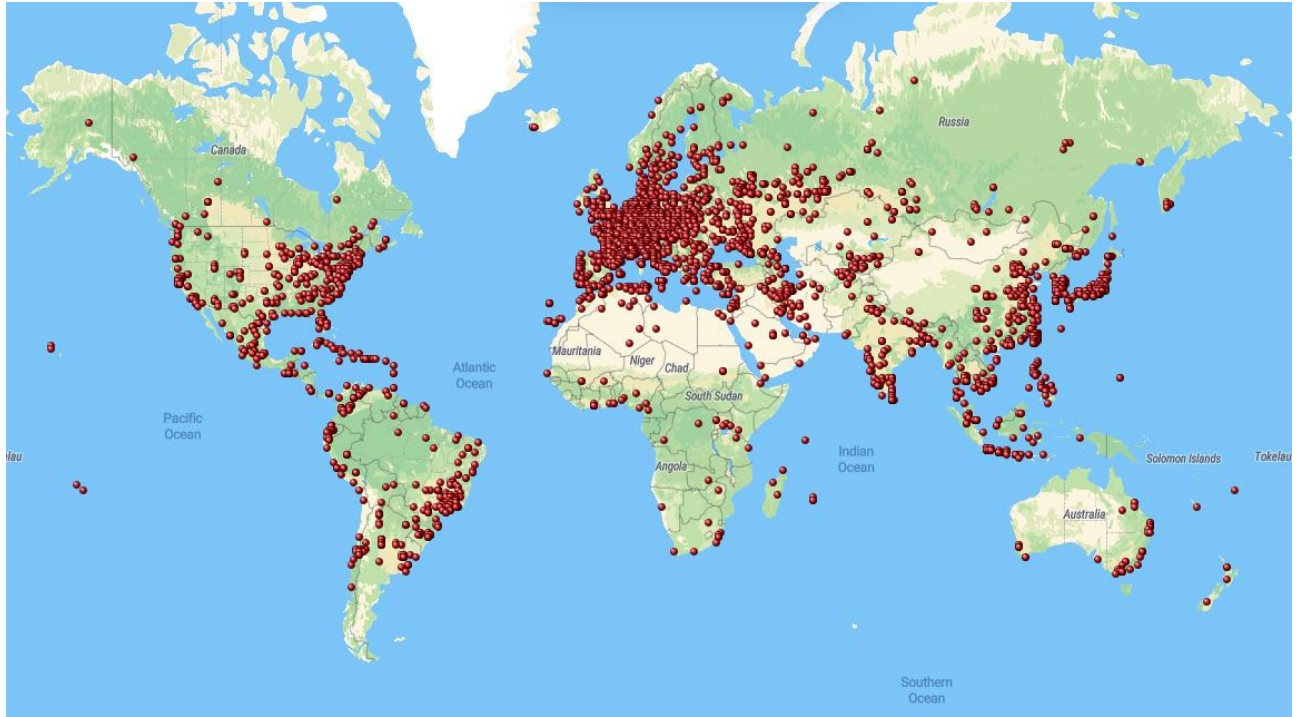 Russia
Canada
Mauritania
Niger
Chad
Atlantic
Ocean
South Sudan
Pacific
Ocean
Indian
Ocean
elau
Angola
Solomon Islands
Tokelau
Australia
Southern
Ocean